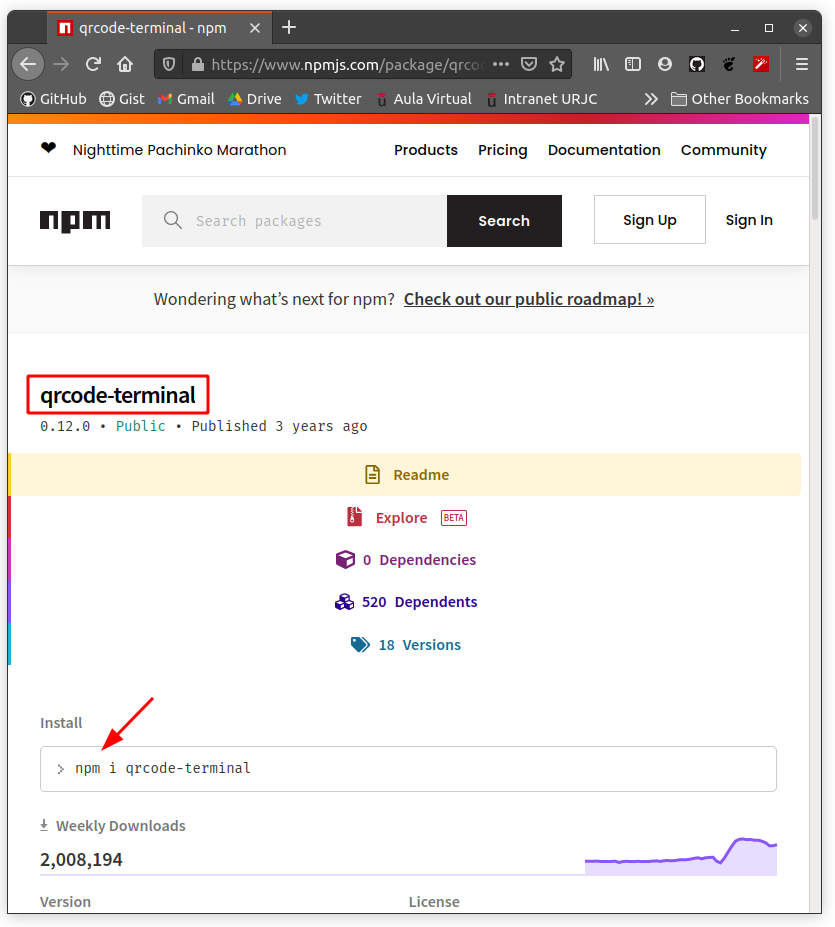 qrcode-terminal - npm
https://www.npmjs.com/package/qrco
GitHub Gist Gmail Drive Twitter Aula Virtual Intranet URJC Other Bookmarks
Nighttime Pachinko Marathon Products Pricing Documentation Community
npm Search packages Search Sign Up Sign In
Wondering what's next for npm? Check out our public roadmap! »
qrcode-terminal
0.12.0 • Public • Published 3 years ago
Readme
Explore BETA
0 Dependencies
520 Dependents
18 Versions
Install
> npm i qrcode-terminal
Weekly Downloads
2,008,194
Version License